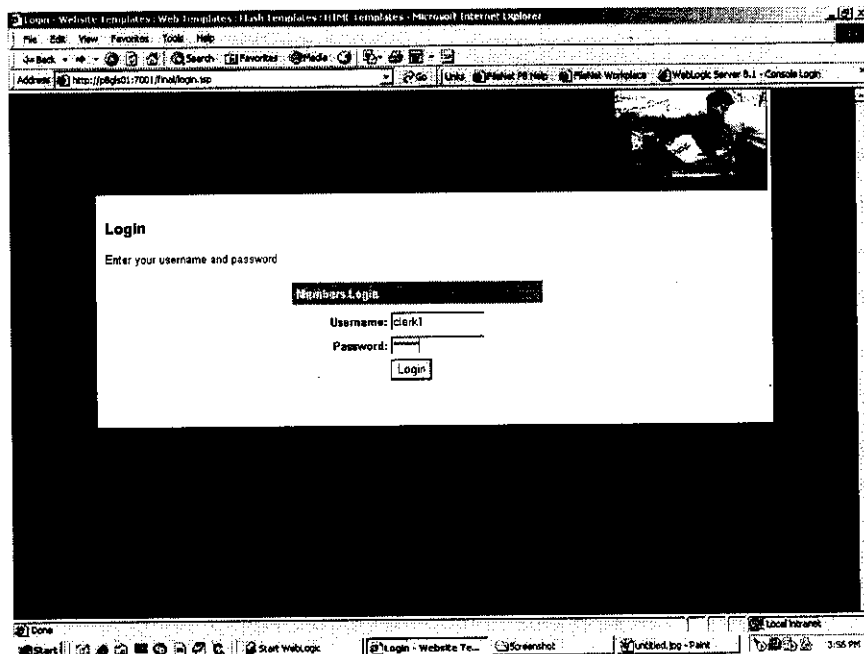 Login - Website Templates : Web Templates : Flash Templates : HTML Templates - Microsoft Internet Explorer
File Edit View Favorites Tools Help
Back Search Favorites Media
Address http://p8gls01:7001/final/login.jsp Go Links FileNet P8 Help FileNet Workplace WebLogic Server 8.1 - Console Login
Login
Enter your username and password
Members Login
Username: clerk1
Password:
Login
Done Local intranet
Start Start WebLogic Login - Website Te... Screenshot untitled.jpg - Paint 3:55 PM